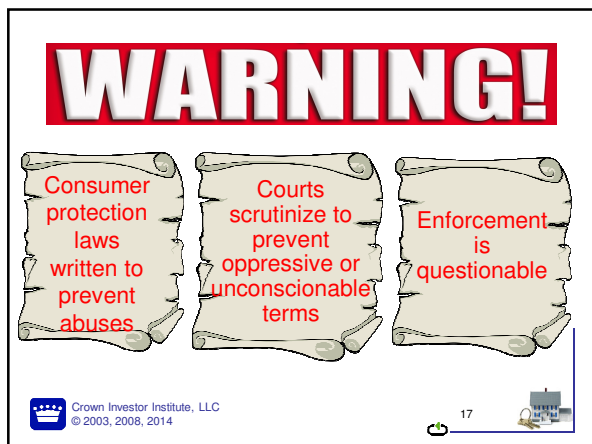 WARNING!
Consumer
protection
laws
written to
prevent
abuses
Courts
scrutinize to
prevent
oppressive or
unconscionable
terms
Enforcement
is
questionable
Crown Investor Institute, LLC
© 2003, 2008, 2014
17